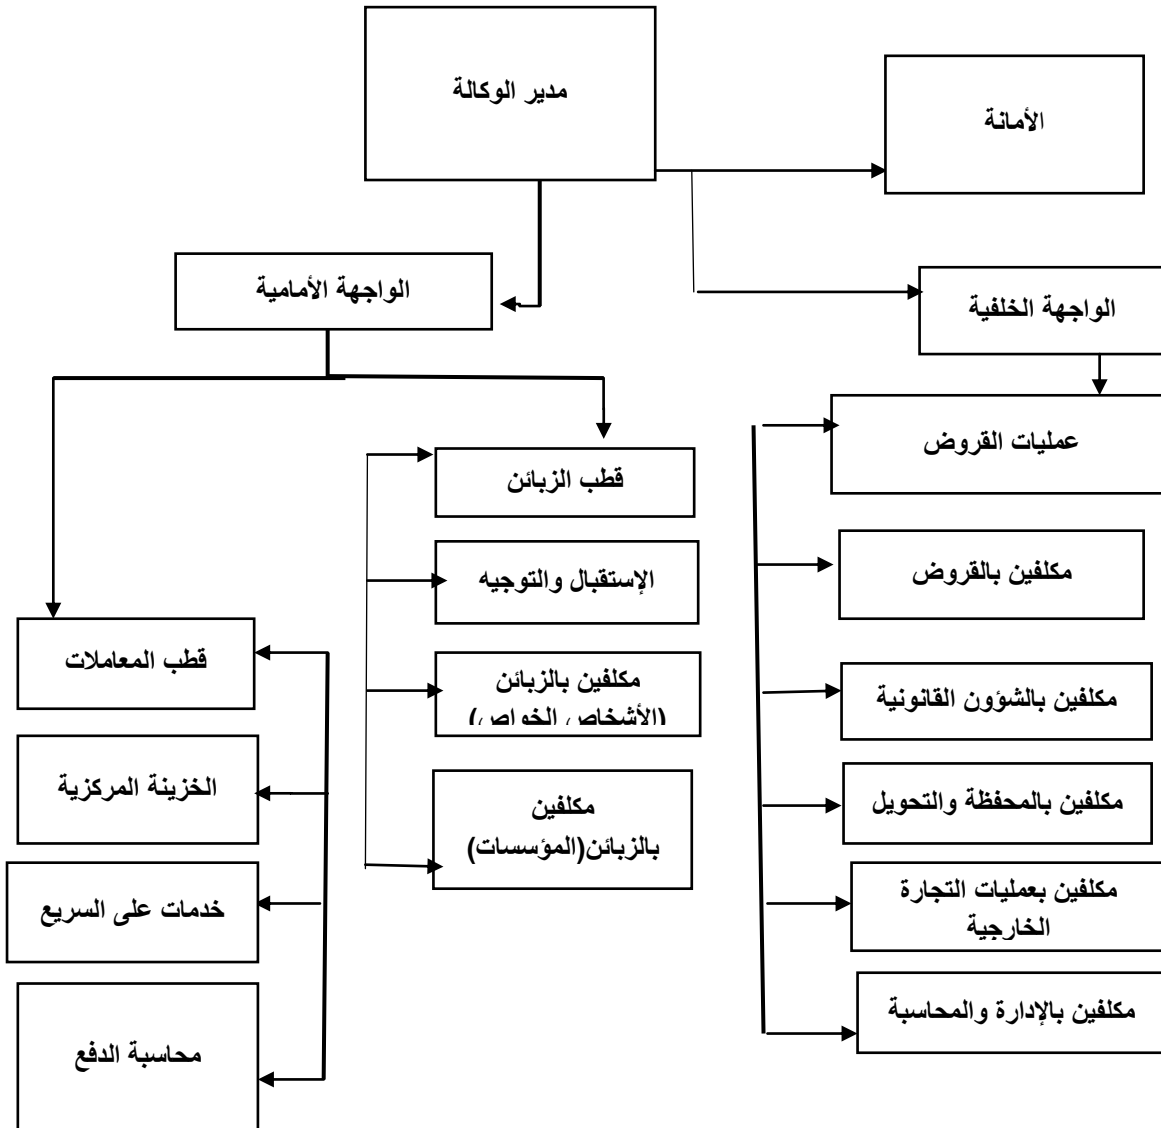 مدير الوكالة
الأمانة
الواجهة الأمامية
الواجهة الخلفية
عمليات القروض
قطب الزبائن
مكلفين بالقروض
الإستقبال والتوجيه
قطب المعاملات
مكلفين بالزبائن
(الأشخاص الخواص)
مكلفين بالشؤون القانونية
الخزينة المركزية
مكلفين بالمحفظة والتحويل
مكلفين
بالزبائن(المؤسسات)
خدمات على السريع
مكلفين بعمليات التجارة
الخارجية
مكلفين بالإدارة والمحاسبة
محاسبة الدفع